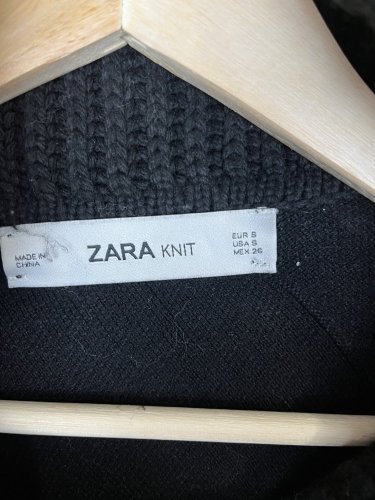 MADE IN
CHINA
ZARA KNIT
EUR S
USA S
MEX 26